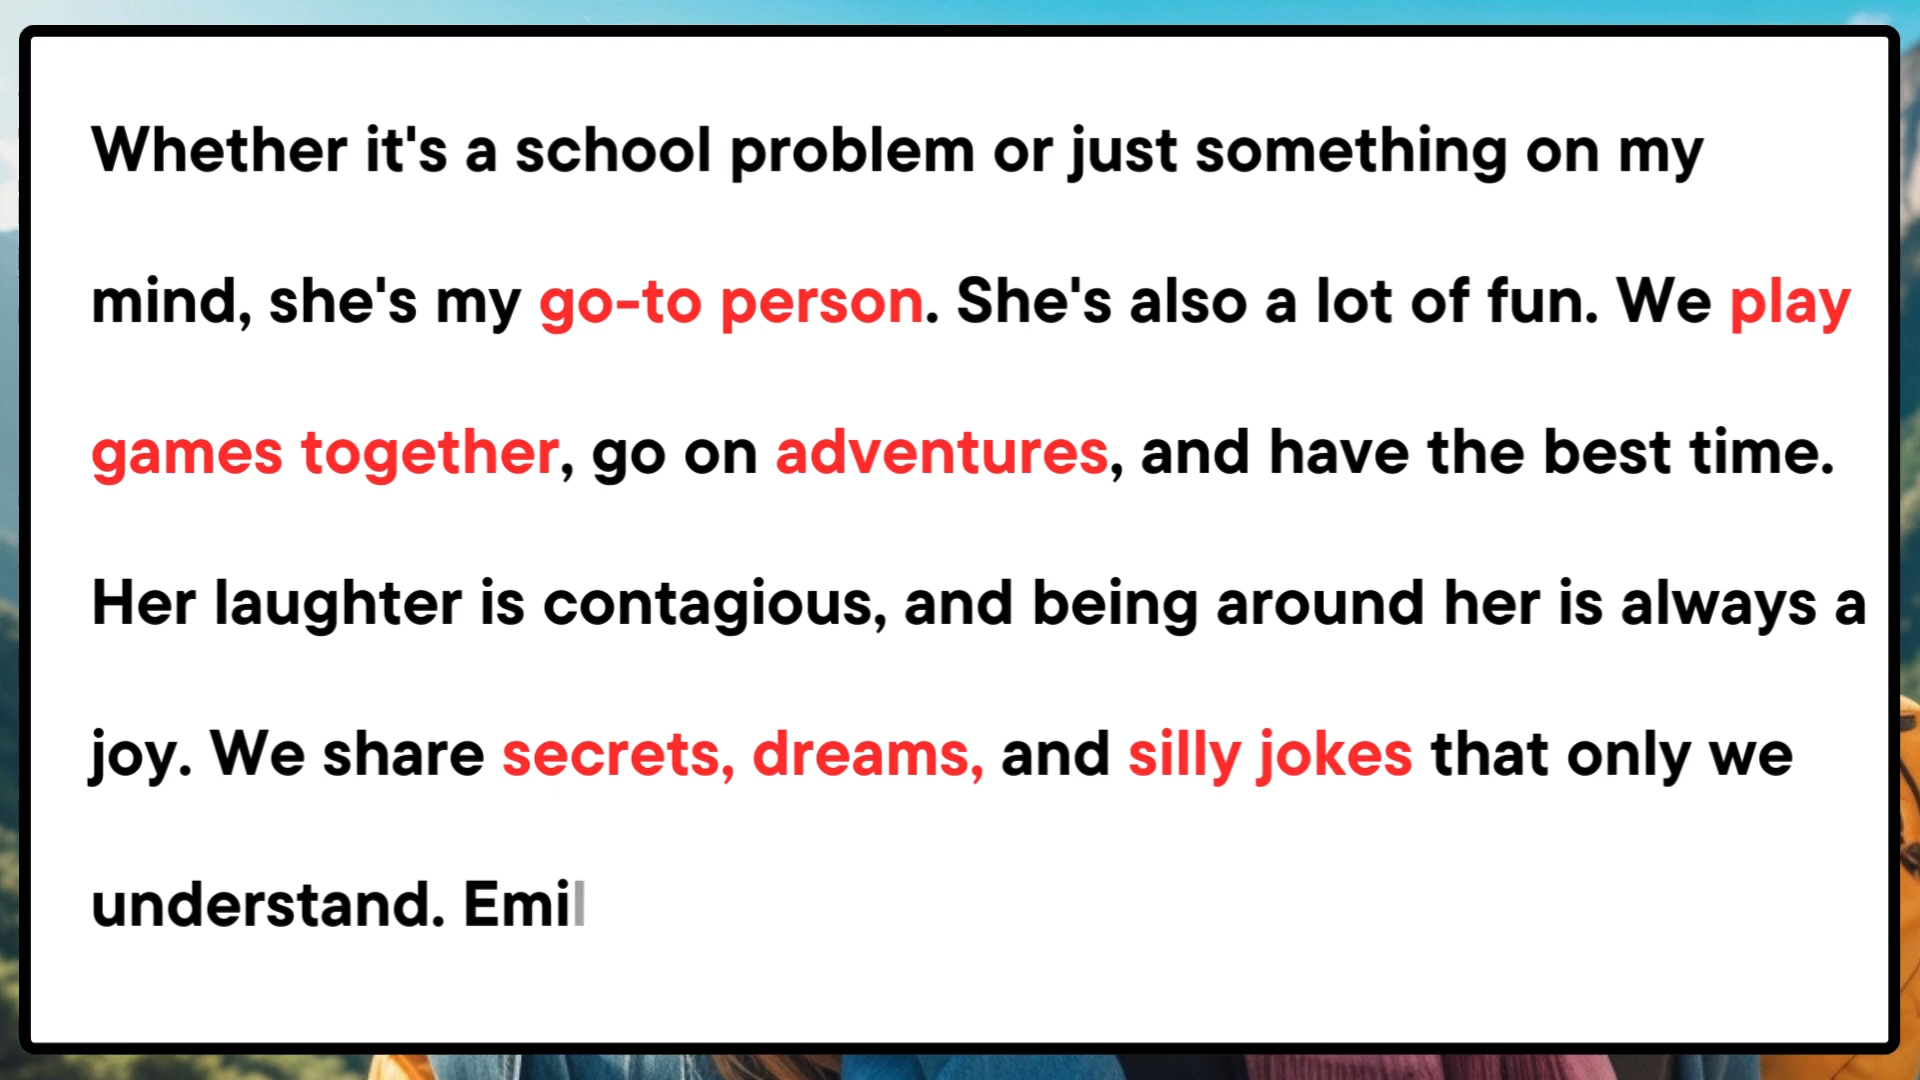 Whether it's a school problem or just something on my
mind, she's my go-to person. She's also a lot of fun. We play
games together, go on adventures, and have the best time.
Her laughter is contagious, and being around her is always a
joy. We share secrets, dreams, and silly jokes that only we
understand. Emil